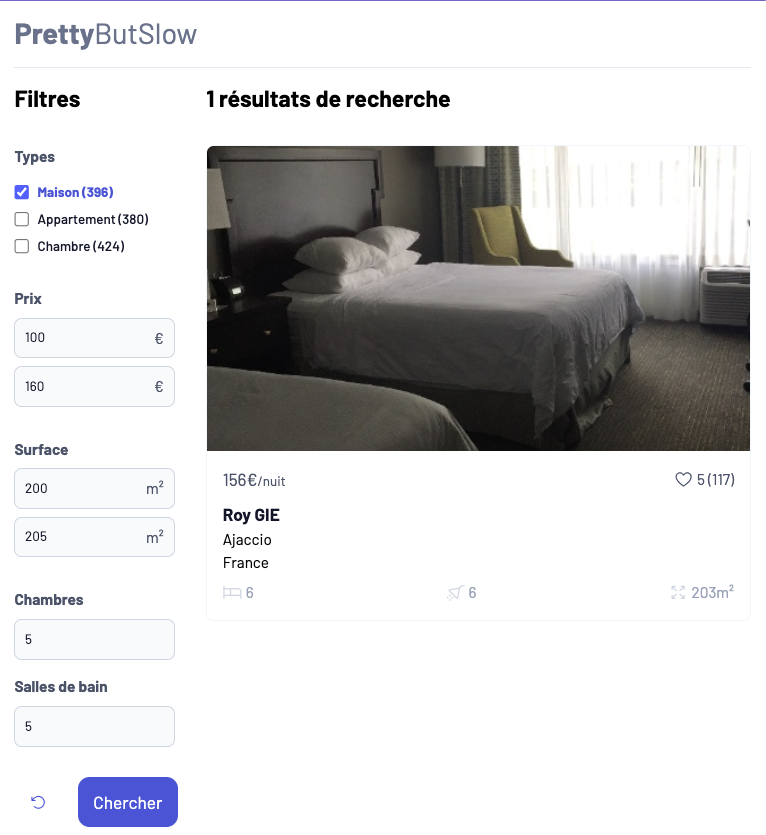 PrettyButSlow
Filtres
Types
Maison (396)
Appartement (380)
Chambre (424)
Prix
100 €
160 €
Surface
200 m²
205 m²
Chambres
5
Salles de bain
5
Chercher
1 résultats de recherche
156€/nuit
5 (117)
Roy GIE
Ajaccio
France
6
6
203m²